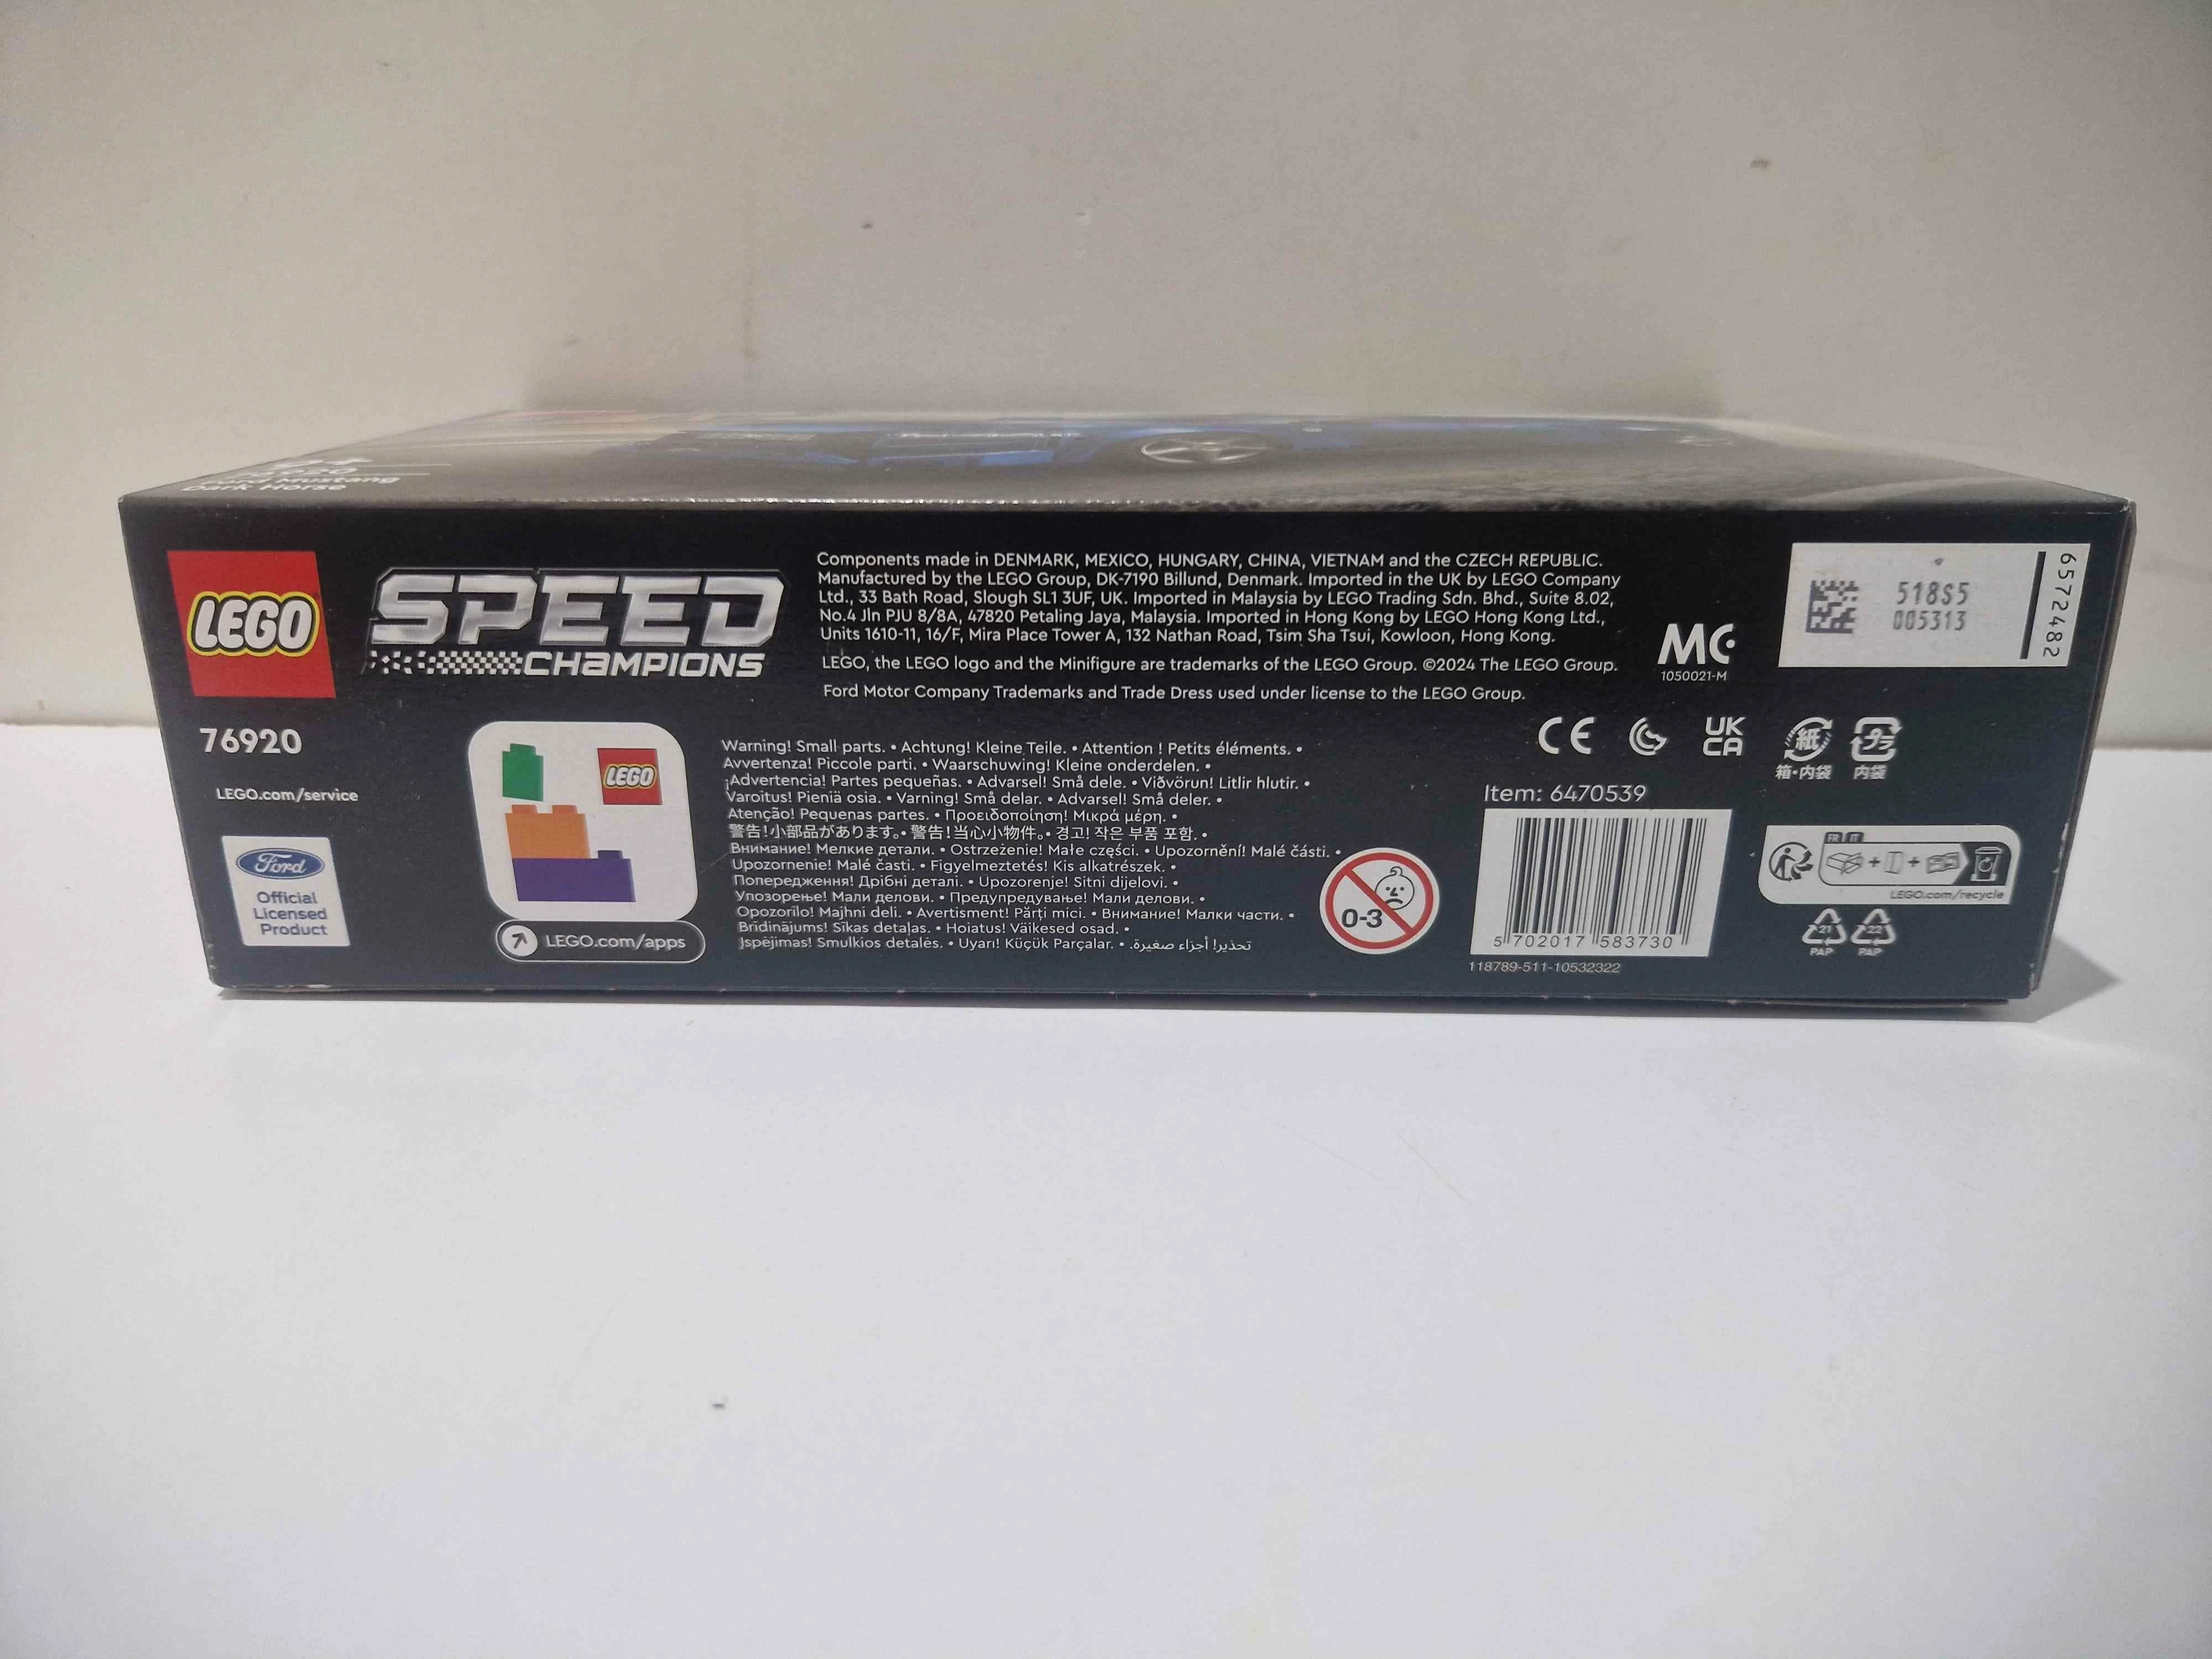 Ford Mustang
Dark Horse
LEGO
SPEED
CHAMPIONS
76920
LEGO.com/service
Ford
Official
Licensed
Product
LEGO
LEGO.com/apps
Components made in DENMARK, MEXICO, HUNGARY, CHINA, VIETNAM and the CZECH REPUBLIC.
Manufactured by the LEGO Group, DK-7190 Billund, Denmark. Imported in the UK by LEGO Company
Ltd., 33 Bath Road, Slough SL1 3UF, UK. Imported in Malaysia by LEGO Trading Sdn. Bhd., Suite 8.02,
No.4 Jln PJU 8/8A, 47820 Petaling Jaya, Malaysia. Imported in Hong Kong by LEGO Hong Kong Ltd.,
Units 1610-11, 16/F, Mira Place Tower A, 132 Nathan Road, Tsim Sha Tsui, Kowloon, Hong Kong.
LEGO, the LEGO logo and the Minifigure are trademarks of the LEGO Group. ©2024 The LEGO Group.
Ford Motor Company Trademarks and Trade Dress used under license to the LEGO Group.
MC
1050021-M
518S5
005313
6572482
Warning! Small parts. • Achtung! Kleine Teile. • Attention ! Petits éléments. •
Avvertenza! Piccole parti. • Waarschuwing! Kleine onderdelen. •
¡Advertencia! Partes pequeñas. • Advarsel! Små dele. • Viðvörun! Litlir hlutir. •
Varoitus! Pieniä osia. • Varning! Små delar. • Advarsel! Små deler. •
Atenção! Pequenas partes. • Προειδοποίηση! Μικρά μέρη. •
警告!小部品があります。• 警告!当心小物件。• 경고! 작은 부품 포함. •
Внимание! Мелкие детали. • Ostrzeżenie! Małe części. • Upozornění! Malé části. •
Upozornenie! Malé časti. • Figyelmeztetés! Kis alkatrészek. •
Попередження! Дрібні деталі. • Upozorenje! Sitni dijelovi. •
Упозорење! Мали делови. • Предупредување! Мали делови. •
Opozorilo! Majhni deli. • Avertisment! Părți mici. • Внимание! Малки части. •
Brīdinājums! Sīkas detaļas. • Hoiatus! Väikesed osad. •
Įspėjimas! Smulkios detalės. • Uyarı! Küçük Parçalar. • تحذير! أجزاء صغيرة.
0-3
CE
UK
CA
紙
プラ
箱・内袋
内袋
Item: 6470539
5 702017 583730
118789-511-10532322
FR IT
LEGO.com/recycle
21
PAP
22
PAP